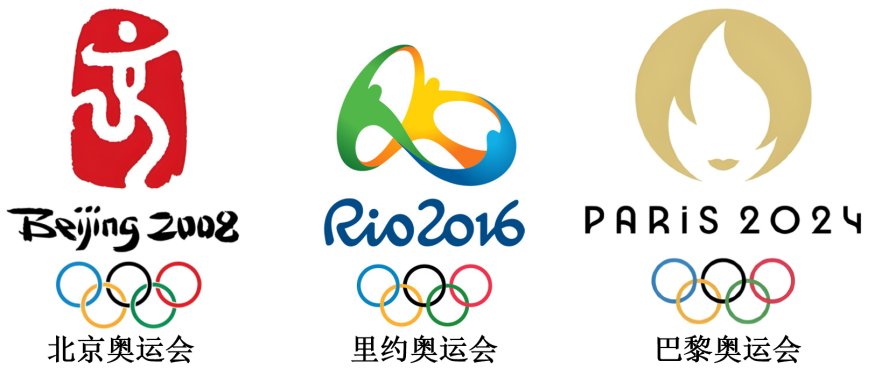 Beijing 2008
Rio2016
PARiS 2024
北京奥运会
里约奥运会
巴黎奥运会